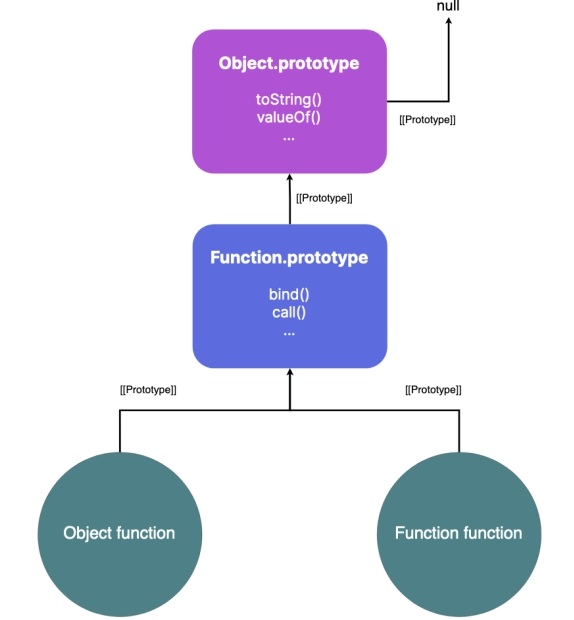 null
Object.prototype
toString()
valueOf()
...
[[Prototype]]
[[Prototype]]
Function.prototype
bind()
call()
...
[[Prototype]]
[[Prototype]]
Object function
Function function